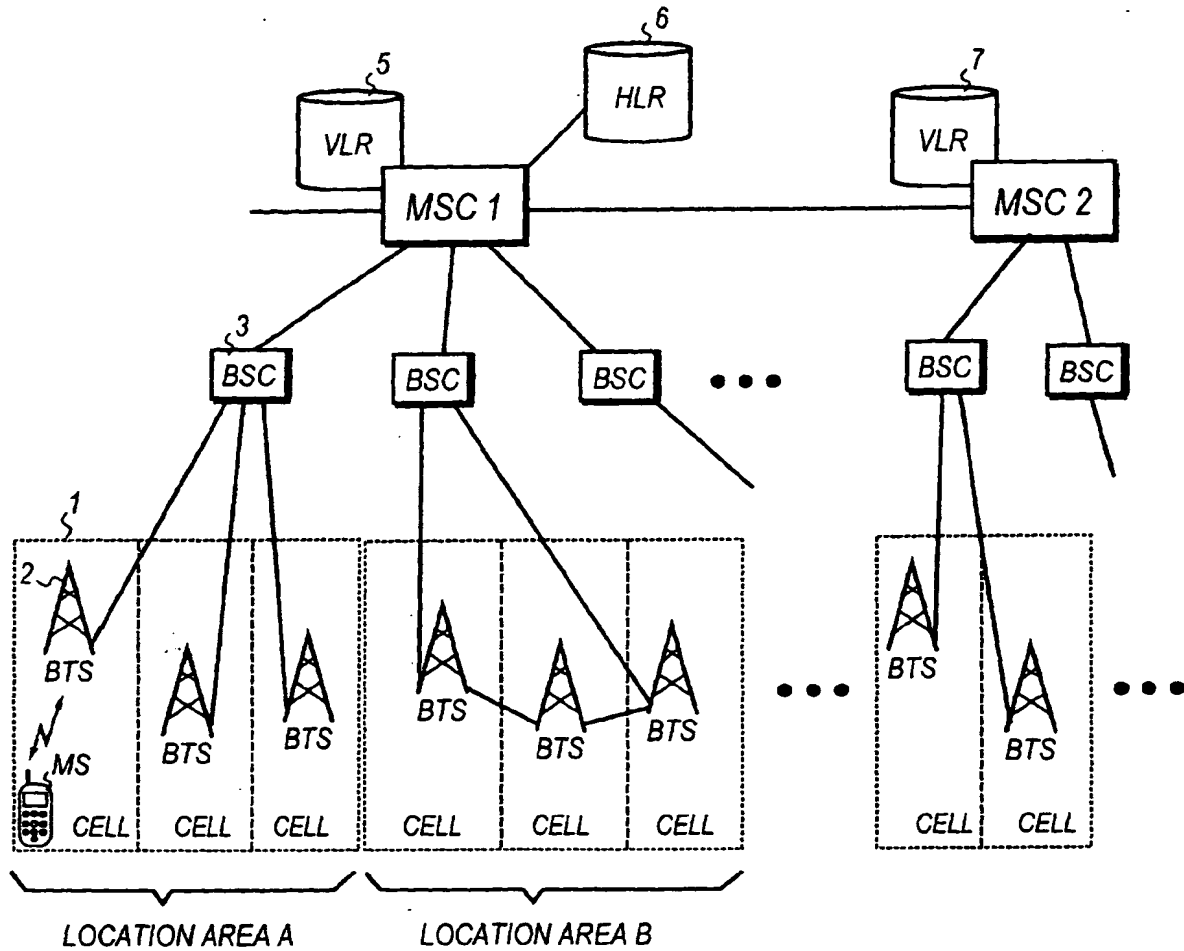 6
5
7
HLR
VLR
VLR
MSC 1
MSC 2
3
BSC
BSC
BSC
BSC
BSC
1
2
BTS
BTS
BTS
BTS
BTS
BTS
BTS
BTS
MS
CELL
CELL
CELL
CELL
CELL
CELL
CELL
CELL
LOCATION AREA A
LOCATION AREA B